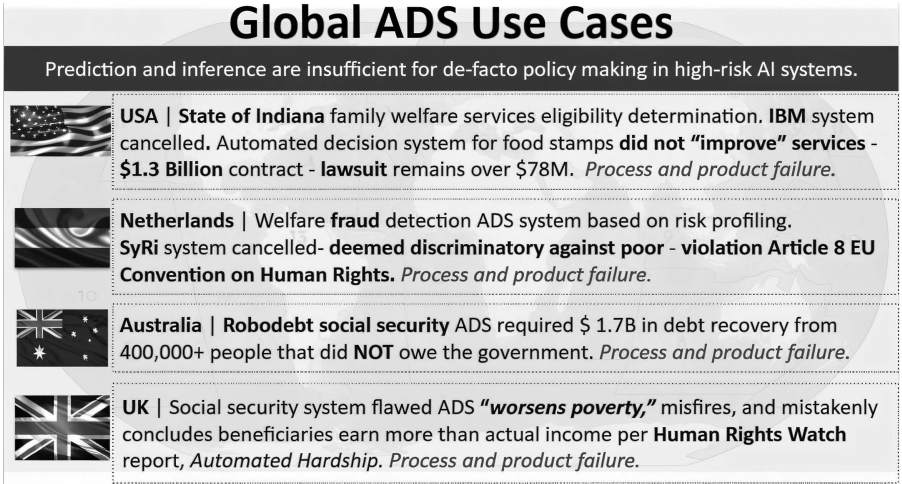 Global ADS Use Cases
Prediction and inference are insufficient for de-facto policy making in high-risk AI systems.
USA | State of Indiana family welfare services eligibility determination. IBM system
cancelled. Automated decision system for food stamps did not “improve” services -
$1.3 Billion contract - lawsuit remains over $78M. Process and product failure.
Netherlands | Welfare fraud detection ADS system based on risk profiling.
SyRi system cancelled- deemed discriminatory against poor - violation Article 8 EU
Convention on Human Rights. Process and product failure.
Australia | Robodebt social security ADS required $ 1.7B in debt recovery from
400,000+ people that did NOT owe the government. Process and product failure.
UK | Social security system flawed ADS “worsens poverty,” misfires, and mistakenly
concludes beneficiaries earn more than actual income per Human Rights Watch
report, Automated Hardship. Process and product failure.